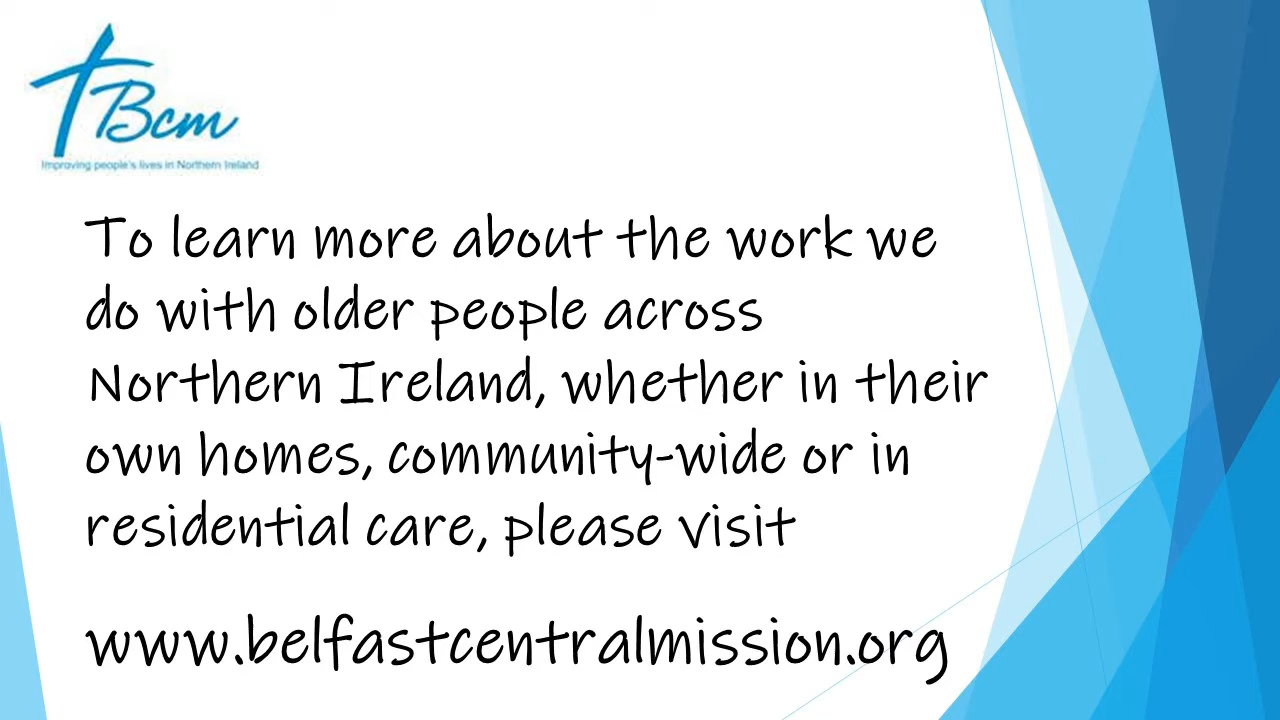 Bcm
Improving people's lives in Northern Ireland
To learn more about the work we
do with older people across
Northern Ireland, whether in their
own homes, community-wide or in
residential care, please visit
www.belfastcentralmission.org